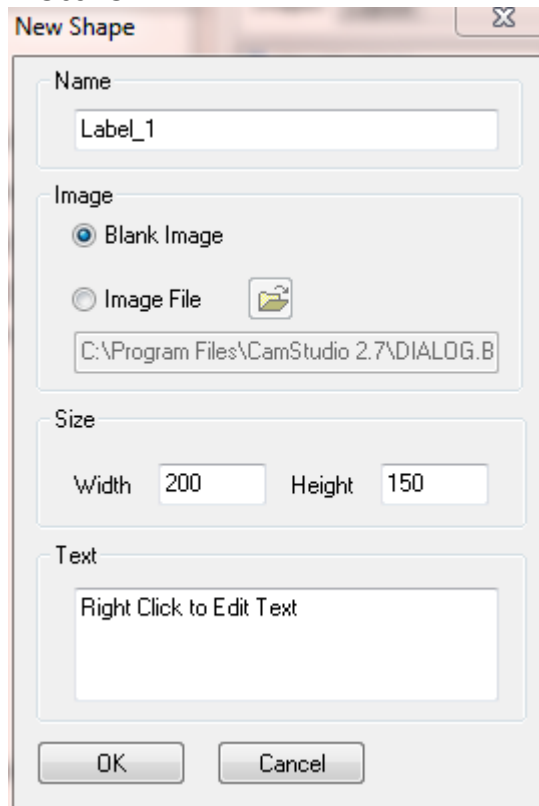 New Shape
Name
Label_1
Image
Blank Image
Image File
C:\Program Files\CamStudio 2.7\DIALOG.B
Size
Width 200 Height 150
Text
Right Click to Edit Text
OK Cancel